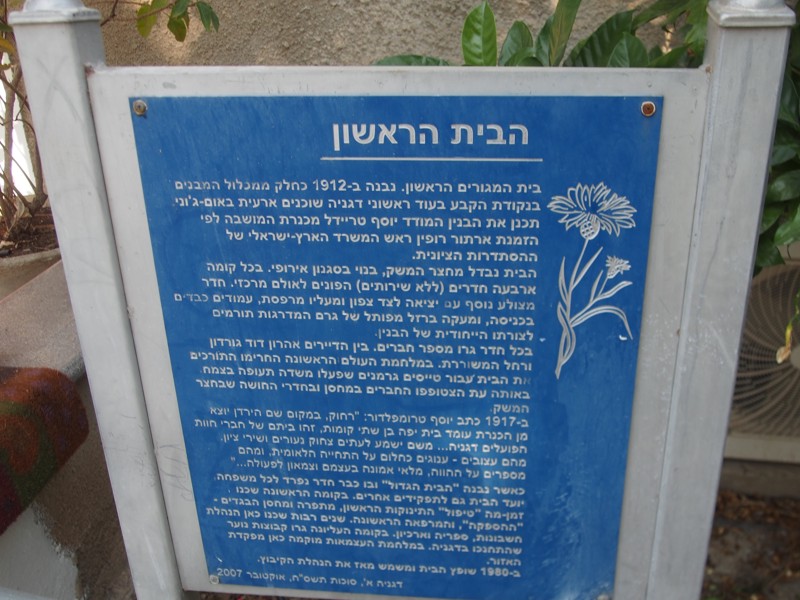 הבית הראשון
בית המגורים הראשון. נבנה ב-1912 כחלק ממכלול המבנים
בנקודת הקבע בעוד ראשוני דגניה שוכנים ארעית באום-ג'וני.
תכנן את הבנין המודד יוסף טריידל מכנרת המושבה לפי
הזמנת ארתור רופין ראש המשרד הארץ-ישראלי של
ההסתדרות הציונית.
הבית נבדל מחצר המשק, בנוי בסגנון אירופי. בכל קומה
ארבעה חדרים (ללא שירותים) הפונים לאולם מרכזי. חדר
מצולע נוסף עם יציאה לצד צפון ומעליו מרפסת, עמודים כבדים
בכניסה, ומעקה ברזל מפותל של גרם המדרגות תורמים
לצורתו הייחודית של הבנין.
בכל חדר גרו מספר חברים. בין הדיירים אהרון דוד גורדון
ורחל המשוררת. במלחמת העולם הראשונה החרימו התורכים
את הבית עבור טייסים גרמנים שפעלו משדה תעופה בצמח.
באותה עת הצטופפו החברים במחסן ובחדרי החושה שבחצר
המשק.
ב-1917 כתב יוסף טרומפלדור: "רחוק, במקום שם הירדן יוצא
מן הכנרת עומד בית יפה בן שתי קומות, זהו ביתם של חברי חוות
הפועלים דגניה... משם ישמע לעתים צחוק נעורים ושירי ציון.
מהם עצובים - ענוגים כחלום על התחייה הלאומית, ומהם
מספרים על החווה, מלאי אמונה בעצמם וצמאון לפעולה..."
כאשר נבנה "הבית הגדול" ובו כבר חדר נפרד לכל משפחה,
יועד הבית גם לתפקידים אחרים. בקומה הראשונה שכנו
זמן-מה "טיפול" התינוקות הראשון, מתפרה ומחסן הבגדים -
"ההספקה", והמרפאה הראשונה. שנים רבות שכנו כאן הנהלת
חשבונות, ספריה וארכיון. בקומה העליונה גרו קבוצות נוער
שהתחנכו בדגניה. במלחמת העצמאות מוקמה כאן מפקדת
האזור.
ב-1980 שופץ הבית ומשמש מאז את הנהלת הקיבוץ.
דגניה א', סוכות תשס"ח, אוקטובר 2007